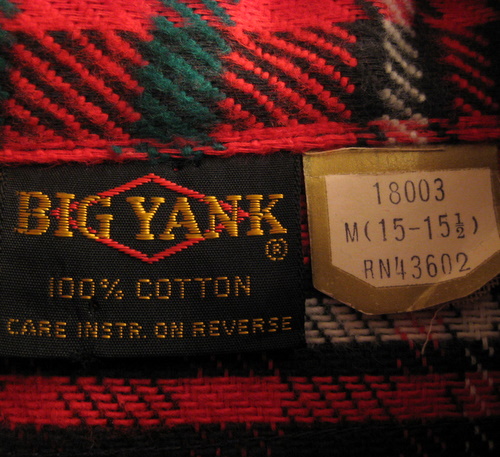 BIG YANK
®
100% COTTON
CARE INSTR. ON REVERSE
18003
M(15-15½)
RN43602